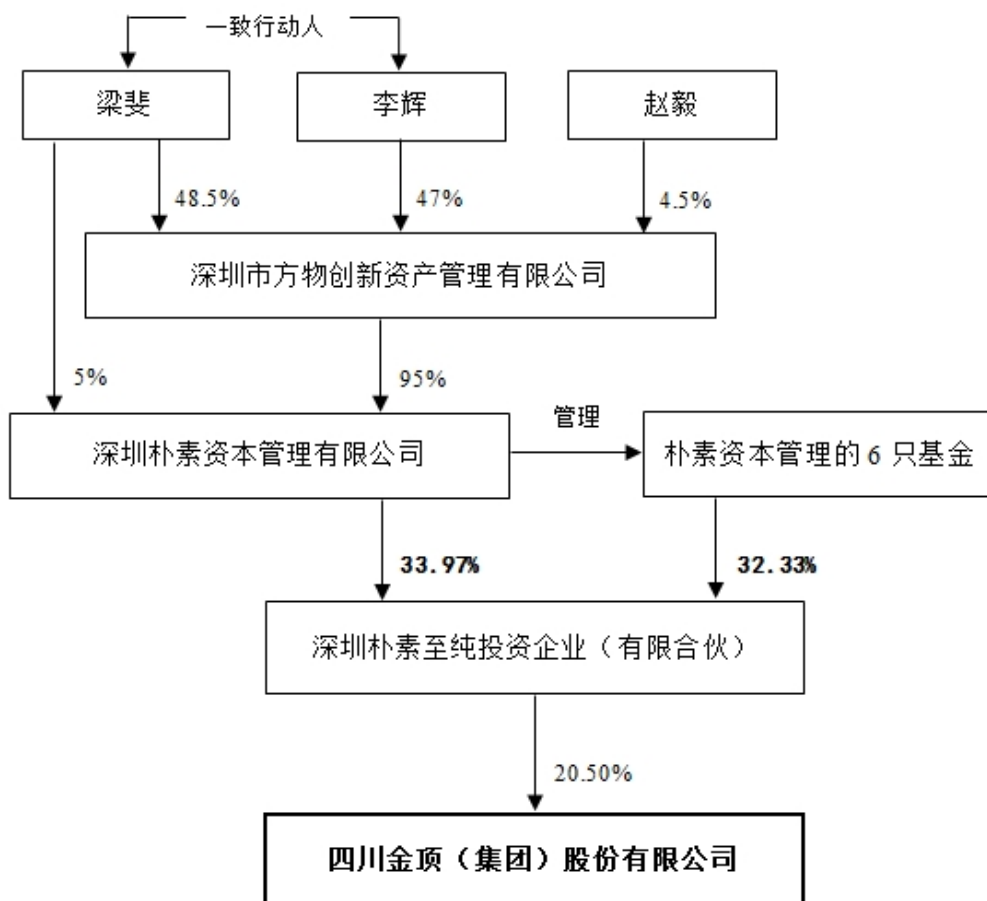 一致行动人
梁斐
李辉
赵毅
48.5%
47%
4.5%
深圳市方物创新资产管理有限公司
5%
95%
管理
深圳朴素资本管理有限公司
朴素资本管理的 6 只基金
33.97%
32.33%
深圳朴素至纯投资企业（有限合伙）
20.50%
四川金顶（集团）股份有限公司